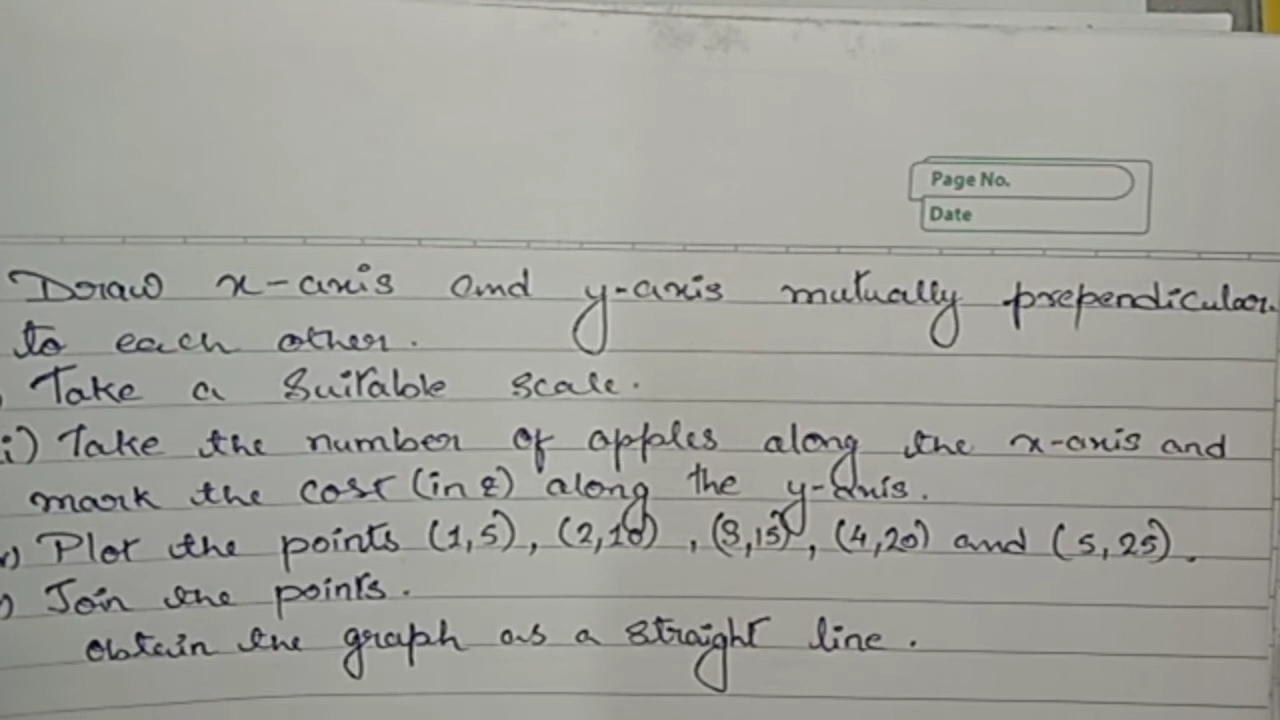 Page No.
Date
Draw x-axis and y-axis mutually prependicular
to each other.
Take a Suitable scale.
i) Take the number of apples along the x-axis and
mark the cost (in ₹) along the y-axis.
) Plot the points (1,5), (2,10), (3,15), (4,20) and (5,25).
) Join the points.
obtain the graph as a straight line.